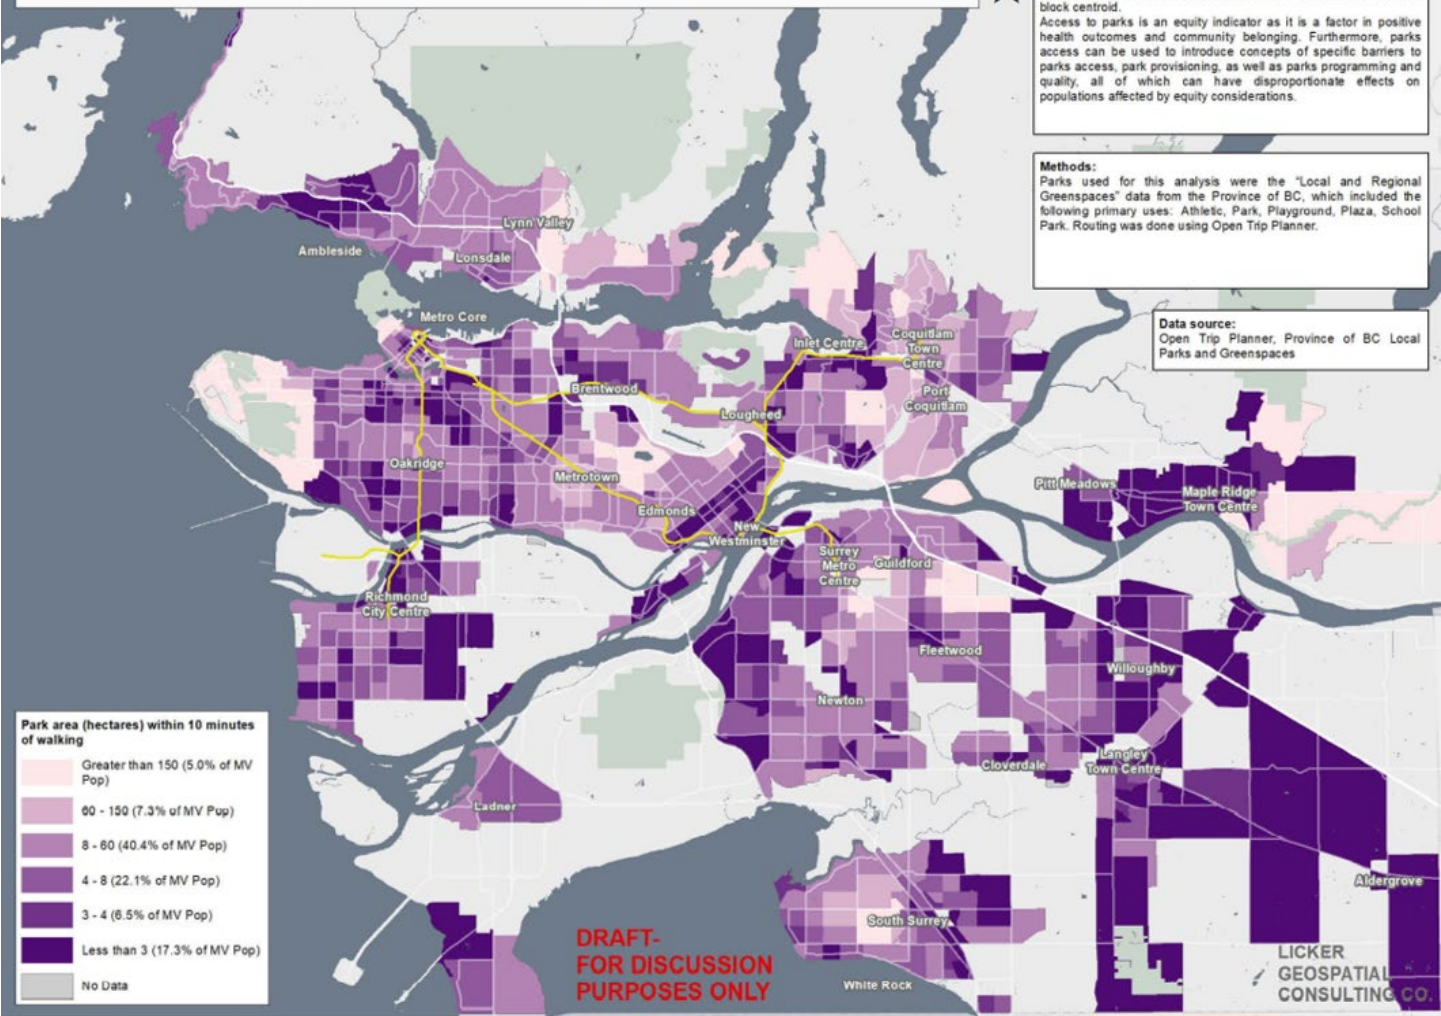 block centroid.
Access to parks is an equity indicator as it is a factor in positive
health outcomes and community belonging. Furthermore, parks
access can be used to introduce concepts of specific barriers to
parks access, park provisioning, as well as parks programming and
quality, all of which can have disproportionate effects on
populations affected by equity considerations.
Methods:
Parks used for this analysis were the "Local and Regional
Greenspaces" data from the Province of BC, which included the
following primary uses: Athletic, Park, Playground, Plaza, School
Park. Routing was done using Open Trip Planner.
Data source:
Open Trip Planner, Province of BC Local
Parks and Greenspaces
Lynn Valley
Ambleside
Lonsdale
Metro Core
Inlet Centre
Coquitlam
Town
Centre
Brentwood
Port
Coquitlam
Lougheed
Oakridge
Metrotown
Pitt Meadows
Maple Ridge
Town Centre
Edmonds
New
Westminster
Surrey
Metro
Centre
Guildford
Richmond
City Centre
Fleetwood
Willoughby
Newton
Cloverdale
Langley
Town Centre
Ladner
Aldergrove
South Surrey
White Rock
Park area (hectares) within 10 minutes
of walking
Greater than 150 (5.0% of MV
Pop)
60 - 150 (7.3% of MV Pop)
8 - 60 (40.4% of MV Pop)
4 - 8 (22.1% of MV Pop)
3 - 4 (6.5% of MV Pop)
Less than 3 (17.3% of MV Pop)
No Data
DRAFT-
FOR DISCUSSION
PURPOSES ONLY
LICKER
GEOSPATIAL
CONSULTING CO.